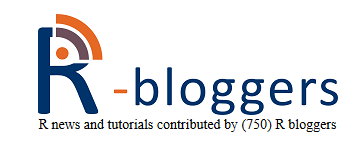 R-bloggers
R news and tutorials contributed by (750) R bloggers